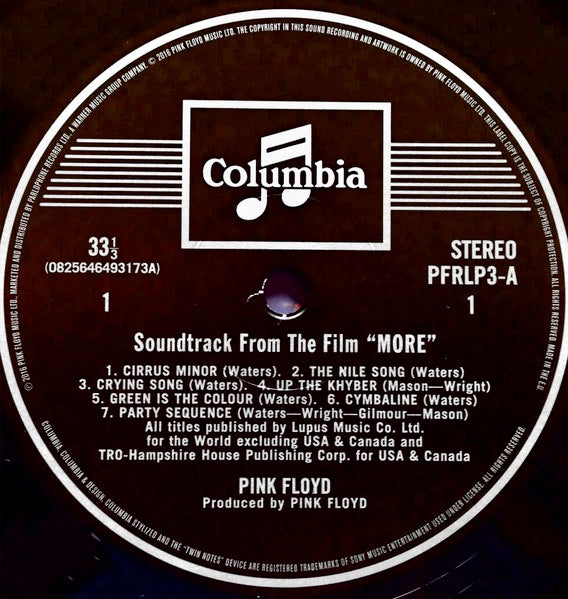 Columbia
33⅓
(0825646493173A)
1
STEREO
PFRLP3-A
1
Soundtrack From The Film “MORE”
1. CIRRUS MINOR (Waters). 2. THE NILE SONG (Waters)
3. CRYING SONG (Waters). 4. UP THE KHYBER (Mason—Wright)
5. GREEN IS THE COLOUR (Waters). 6. CYMBALINE (Waters)
7. PARTY SEQUENCE (Waters—Wright—Gilmour—Mason)
All titles published by Lupus Music Co. Ltd.
for the World excluding USA & Canada and
TRO-Hampshire House Publishing Corp. for USA & Canada
PINK FLOYD
Produced by PINK FLOYD
℗ 2016 PINK FLOYD MUSIC LTD., MARKETED AND DISTRIBUTED BY PARLOPHONE RECORDS LTD, A WARNER MUSIC GROUP COMPANY. © 2016 PINK FLOYD MUSIC LTD. THE COPYRIGHT IN THIS SOUND RECORDING AND ARTWORK IS OWNED BY PINK FLOYD MUSIC LTD. THIS LABEL COPY IS THE SUBJECT OF COPYRIGHT PROTECTION. ALL RIGHTS RESERVED. MADE IN THE E.U.
COLUMBIA, COLUMBIA & DESIGN, COLUMBIA STYLIZED AND THE “TWIN NOTES” DEVICE ARE REGISTERED TRADEMARKS OF SONY MUSIC ENTERTAINMENT USED UNDER LICENSE. ALL RIGHTS RESERVED.